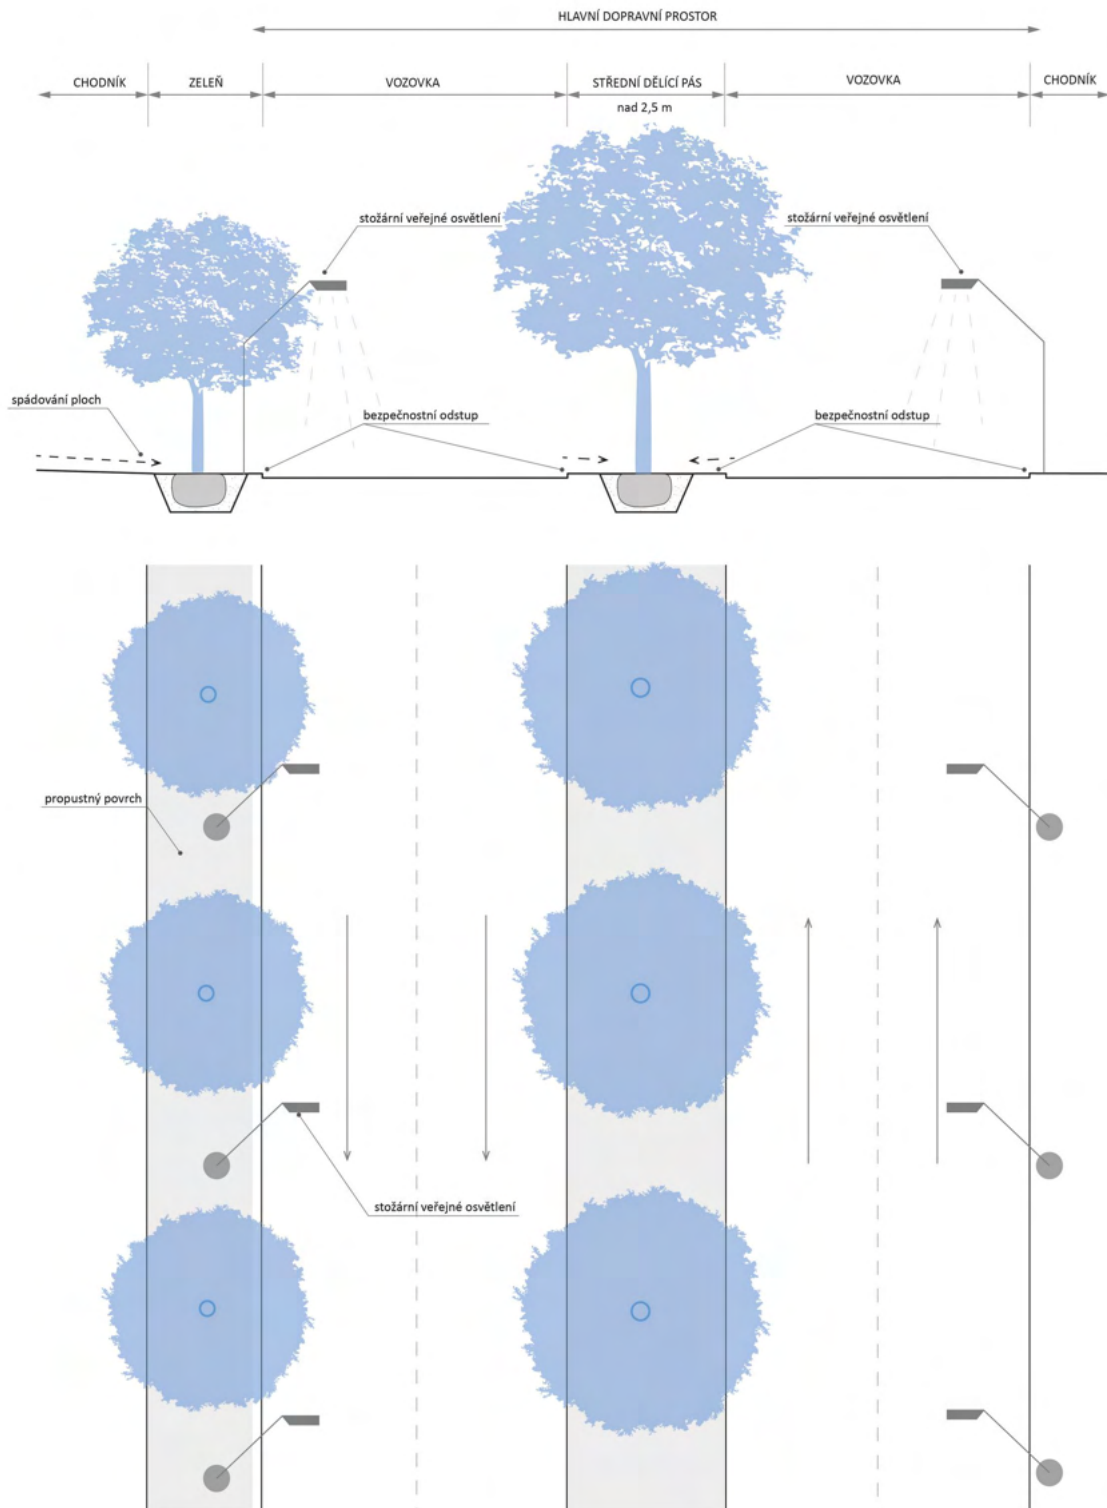 HLAVNÍ DOPRAVNÍ PROSTOR
CHODNÍK
ZELEŇ
VOZOVKA
STŘEDNÍ DĚLÍCÍ PÁS
nad 2,5 m
VOZOVKA
CHODNÍK
stožární veřejné osvětlení
stožární veřejné osvětlení
spádování ploch
bezpečnostní odstup
bezpečnostní odstup
propustný povrch
stožární veřejné osvětlení